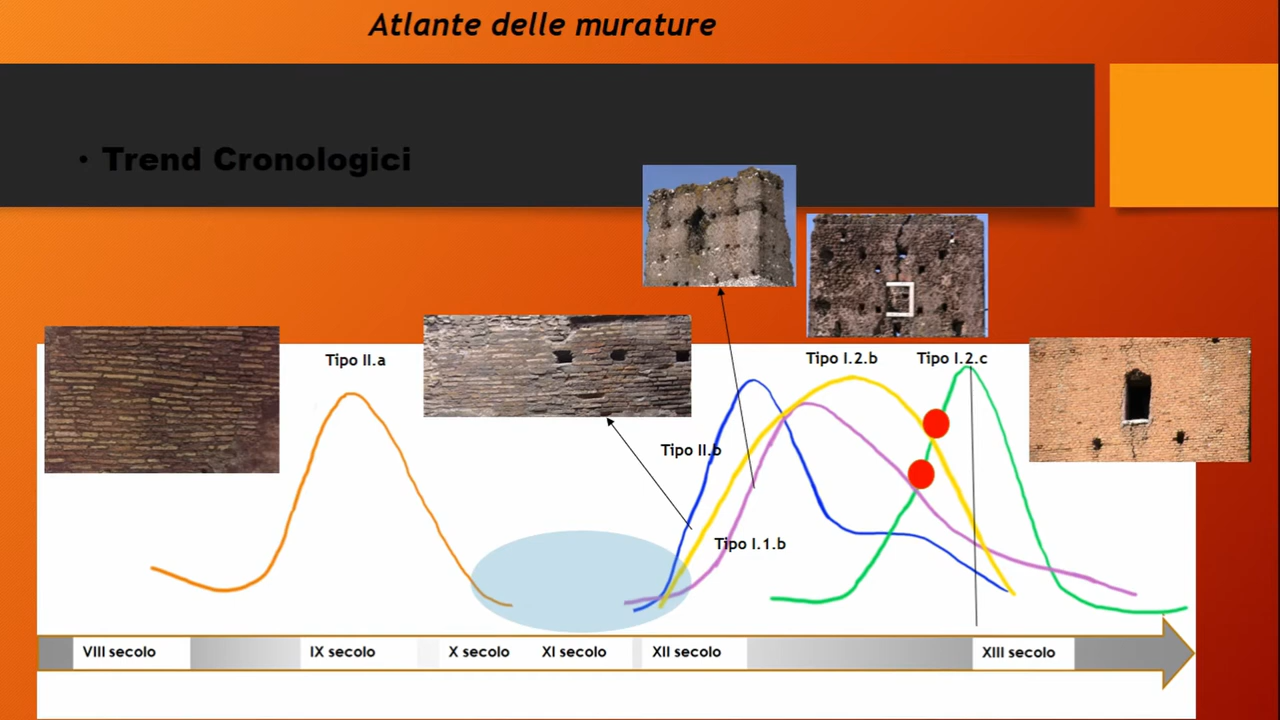 Atlante delle murature
• Trend Cronologici
Tipo II.a
Tipo I.2.b
Tipo I.2.c
Tipo II.b
Tipo I.1.b
VIII secolo
IX secolo
X secolo
XI secolo
XII secolo
XIII secolo